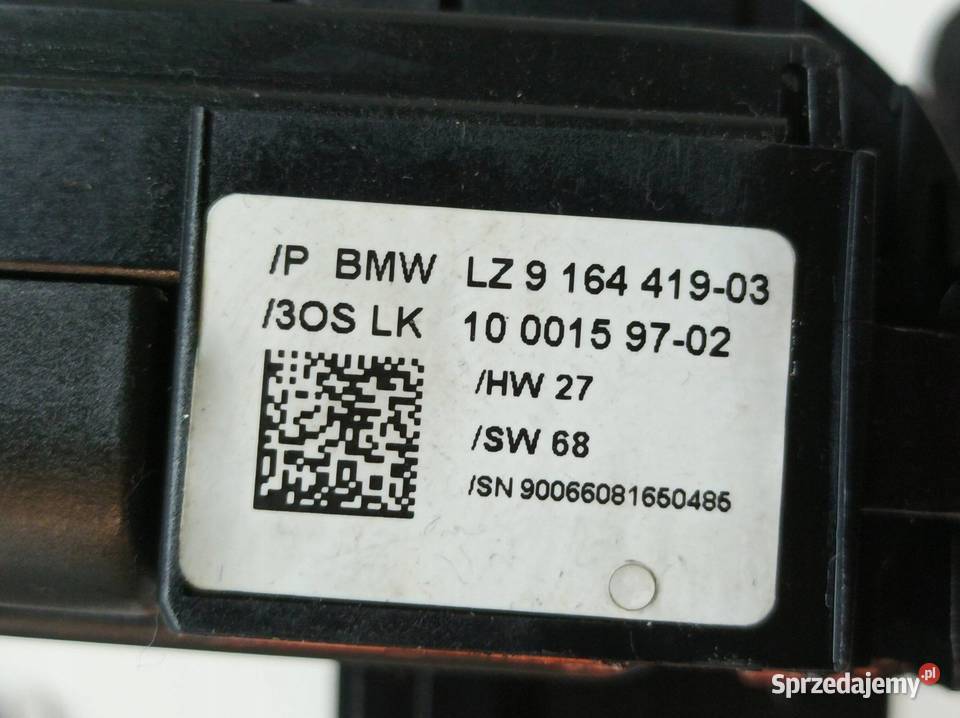 /P BMW LZ 9 164 419-03
/3OS LK 10 0015 97-02
/HW 27
/SW 68
/SN 90066081650485
Sprzedajemy.pl